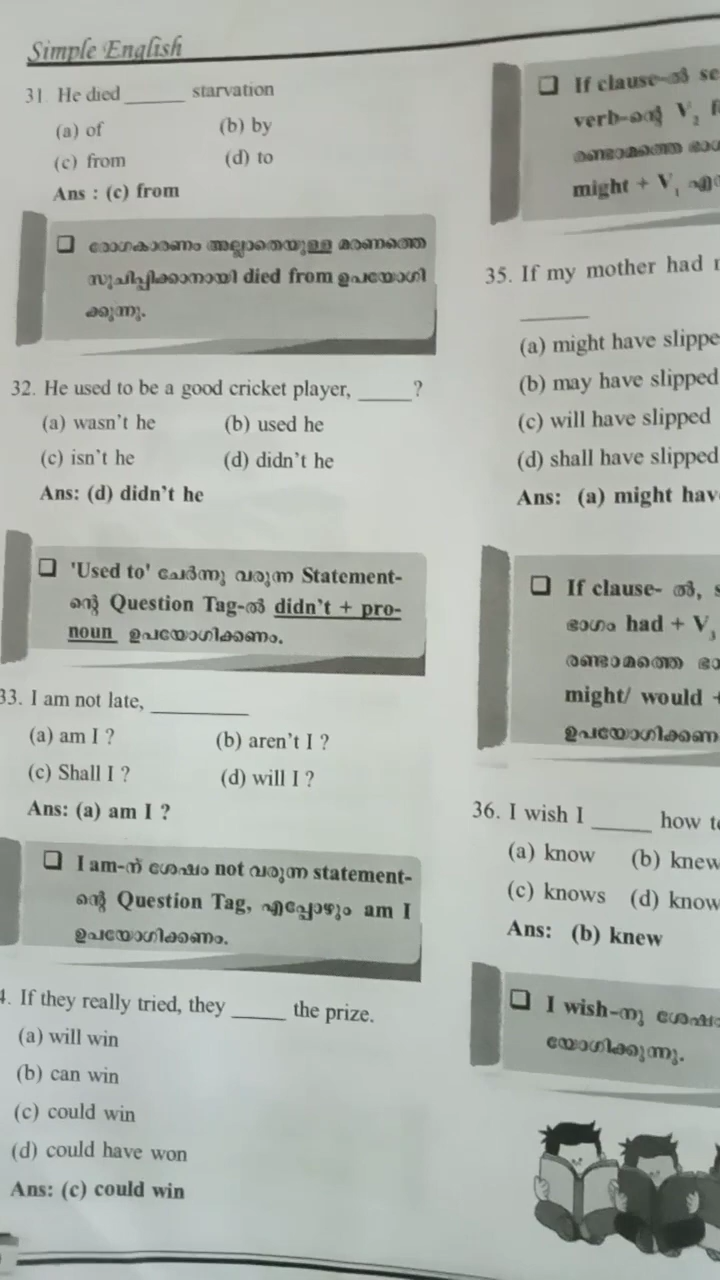 Simple English
31. He died ______ starvation
(a) of (b) by
(c) from (d) to
Ans : (c) from
❑ രോഗകാരണം അല്ലാതെയുള്ള മരണത്തെ
സൂചിപ്പിക്കാനായി died from ഉപയോഗി
ക്കുന്നു.
32. He used to be a good cricket player, _____?
(a) wasn't he (b) used he
(c) isn't he (d) didn't he
Ans: (d) didn't he
❑ 'Used to' ചേർന്നു വരുന്ന Statement-
ന്റെ Question Tag-ൽ didn't + pro-
noun ഉപയോഗിക്കണം.
33. I am not late, _________
(a) am I ? (b) aren't I ?
(c) Shall I ? (d) will I ?
Ans: (a) am I ?
❑ I am-ന് ശേഷം not വരുന്ന statement-
ന്റെ Question Tag, എപ്പോഴും am I
ഉപയോഗിക്കണം.
4. If they really tried, they _____ the prize.
(a) will win
(b) can win
(c) could win
(d) could have won
Ans: (c) could win
❑ If clause-ൽ se
verb-ന്റെ V2 f
രണ്ടാമത്തെ ഭാഗ
might + V1
35. If my mother had
______
(a) might have slippe
(b) may have slipped
(c) will have slipped
(d) shall have slipped
Ans: (a) might hav
❑ If clause- ൽ, s
ഭാഗം had + V3
രണ്ടാമത്തെ ഭാ
might/ would +
ഉപയോഗിക്കണ
36. I wish I _____ how t
(a) know (b) knew
(c) knows (d) know
Ans: (b) knew
❑ I wish-നു ശേഷം
യോഗിക്കുന്നു.